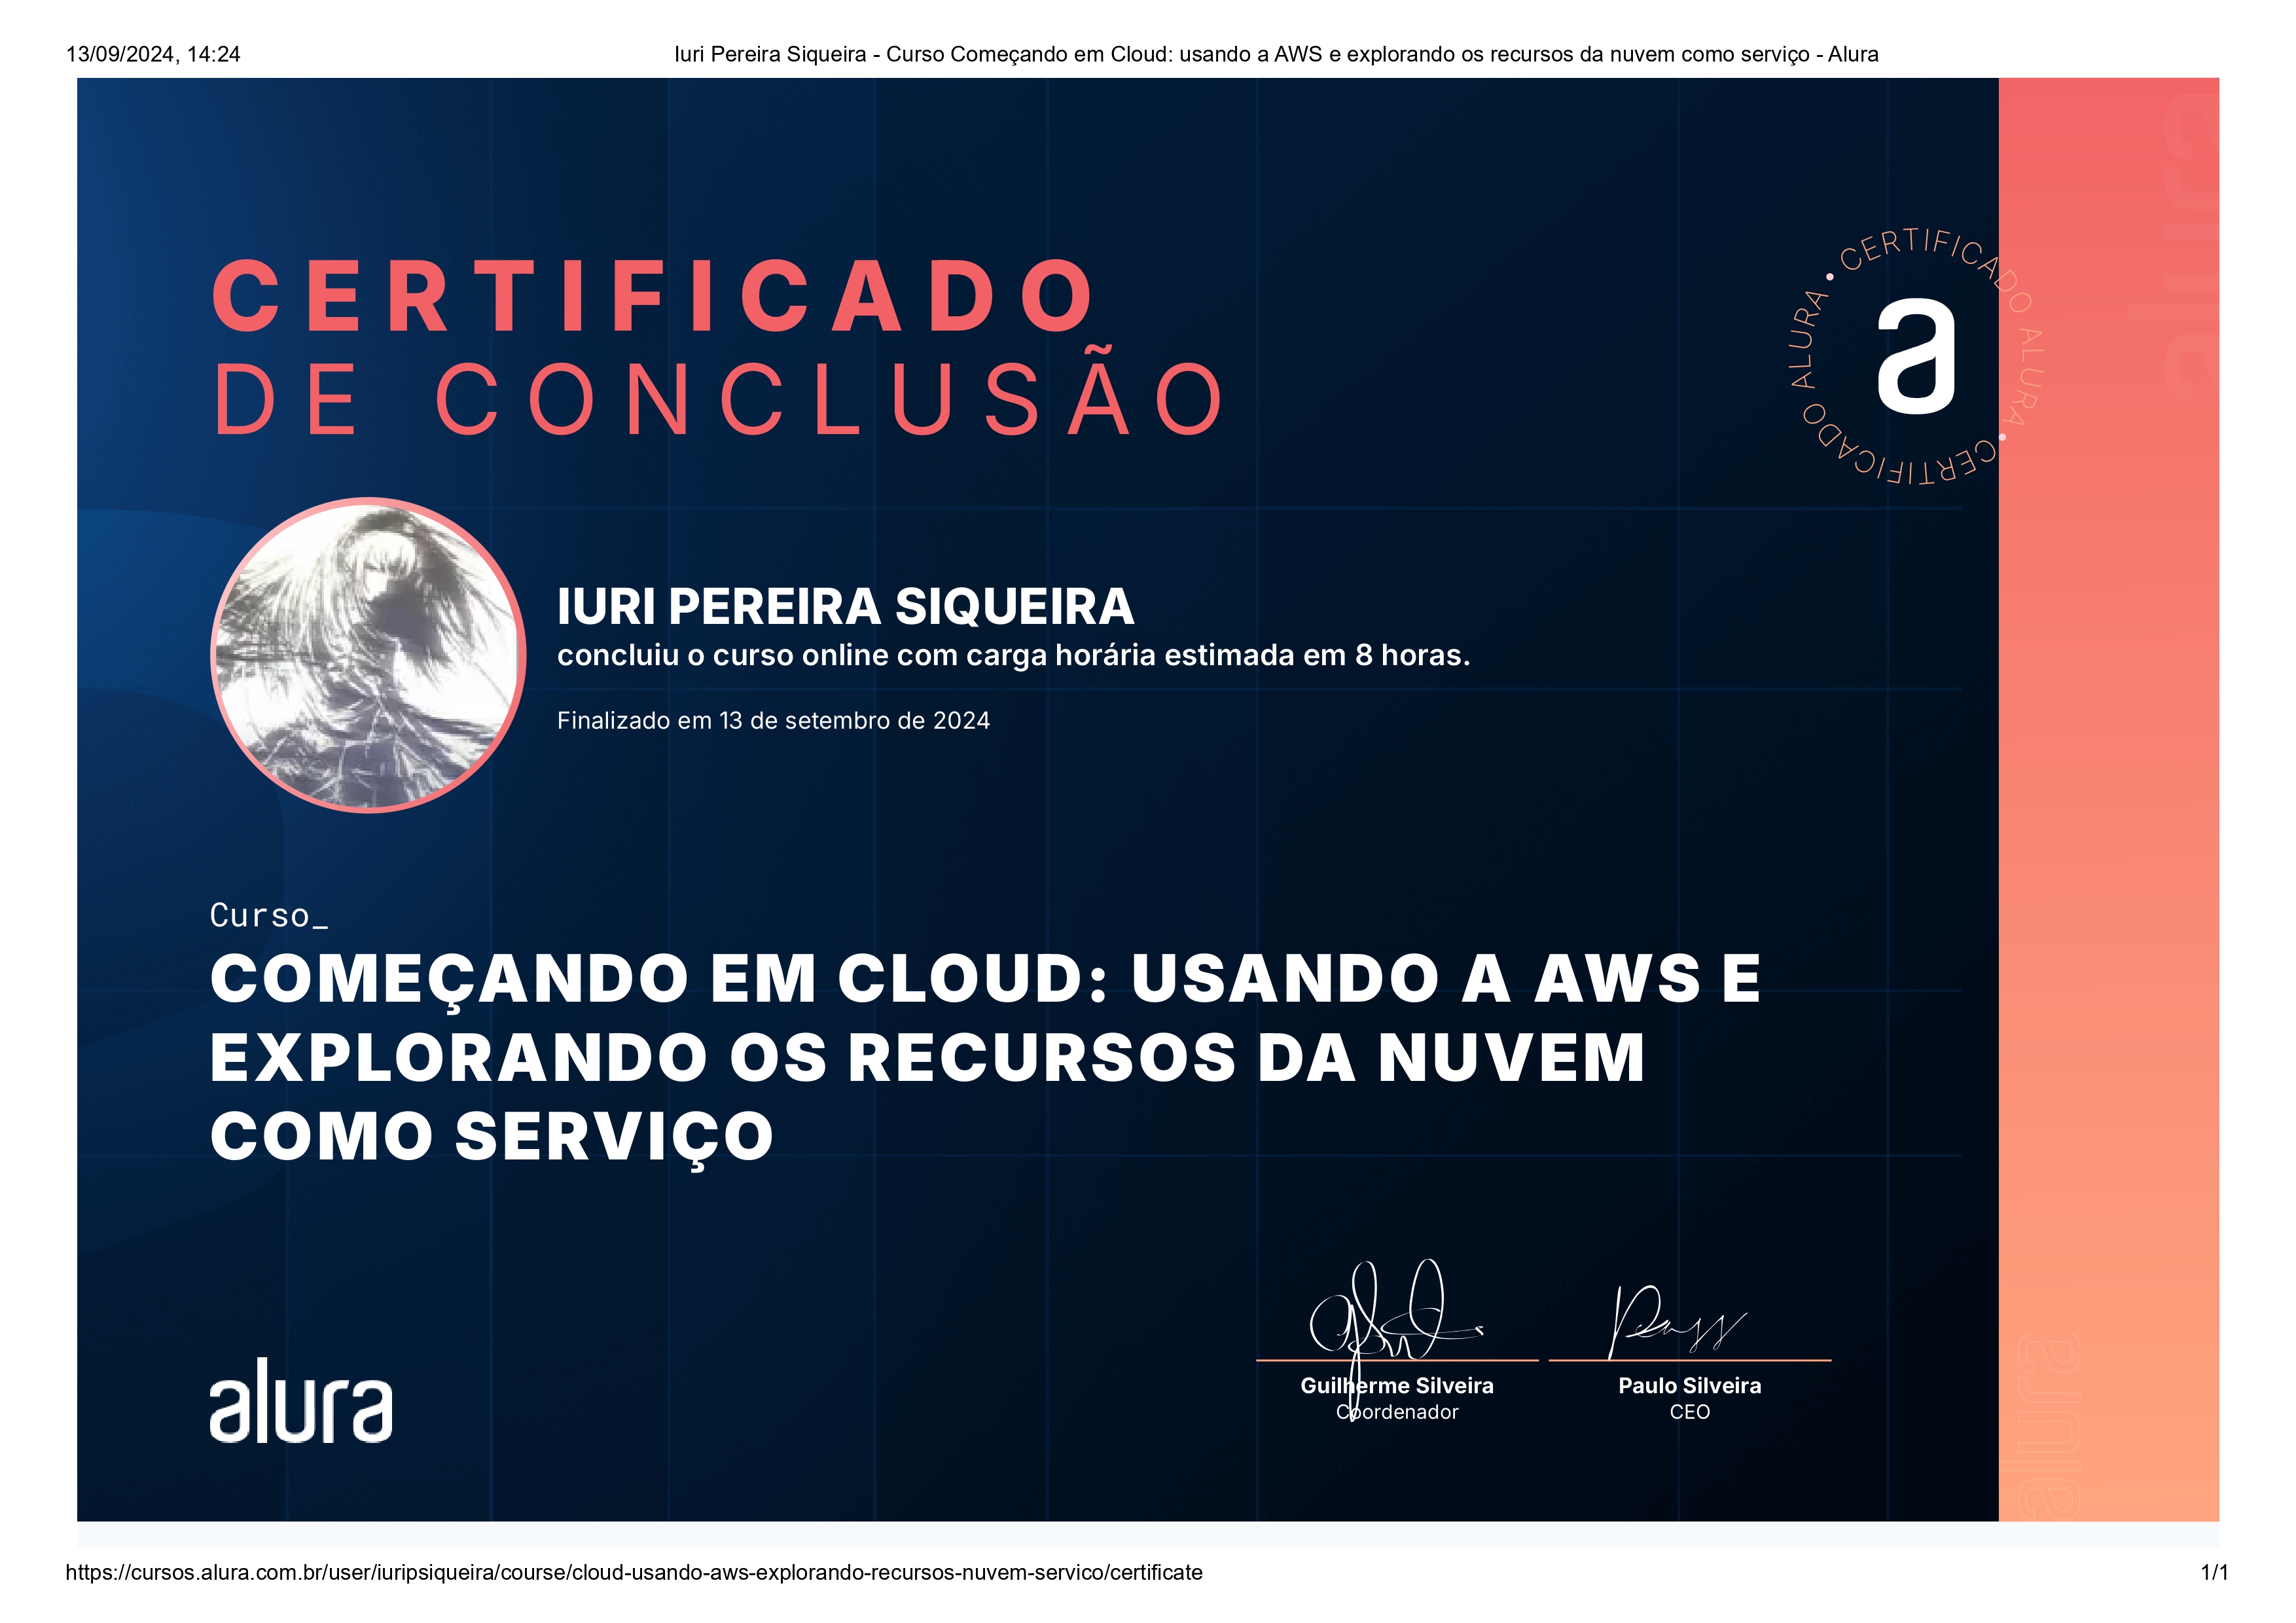 13/09/2024, 14:24
Iuri Pereira Siqueira - Curso Começando em Cloud: usando a AWS e explorando os recursos da nuvem como serviço - Alura
CERTIFICADO
DE CONCLUSÃO
CERTIFICADO ALURA • CERTIFICADO ALURA •
a
alura
IURI PEREIRA SIQUEIRA
concluiu o curso online com carga horária estimada em 8 horas.
Finalizado em 13 de setembro de 2024
Curso_
COMEÇANDO EM CLOUD: USANDO A AWS E
EXPLORANDO OS RECURSOS DA NUVEM
COMO SERVIÇO
Guilherme Silveira
Coordenador
Paulo Silveira
CEO
alura
alura
https://cursos.alura.com.br/user/iuripsiqueira/course/cloud-usando-aws-explorando-recursos-nuvem-servico/certificate
1/1